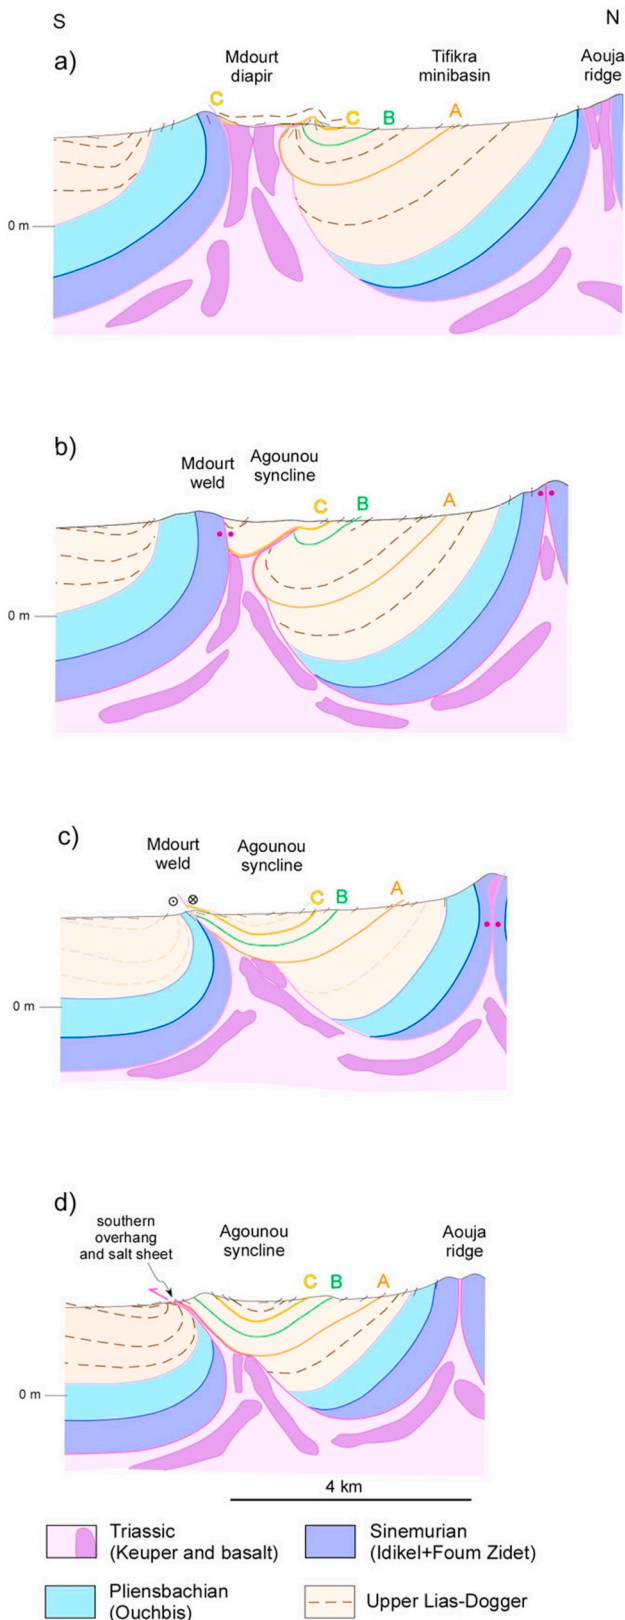 S
N
a)
Mdourt
diapir
Tifikra
minibasin
Aouja
ridge
C
C
B
A
0 m
b)
Mdourt
weld
Agounou
syncline
C
B
A
0 m
c)
Mdourt
weld
Agounou
syncline
C
B
A
0 m
d)
southern
overhang
and salt sheet
Agounou
syncline
Aouja
ridge
C
B
A
0 m
4 km
Triassic
(Keuper and basalt)
Sinemurian
(Idikel+Foum Zidet)
Pliensbachian
(Ouchbis)
Upper Lias-Dogger